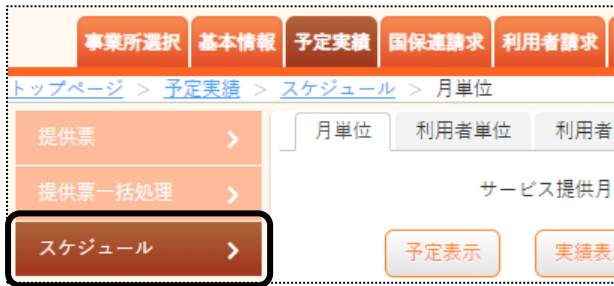 事業所選択 基本情報 予定実績 国保連請求 利用者請求
トップページ > 予定実績 > スケジュール > 月単位
提供票 月単位 利用者単位 利用者
提供票一括処理 サービス提供月
スケジュール 予定表示 実績表